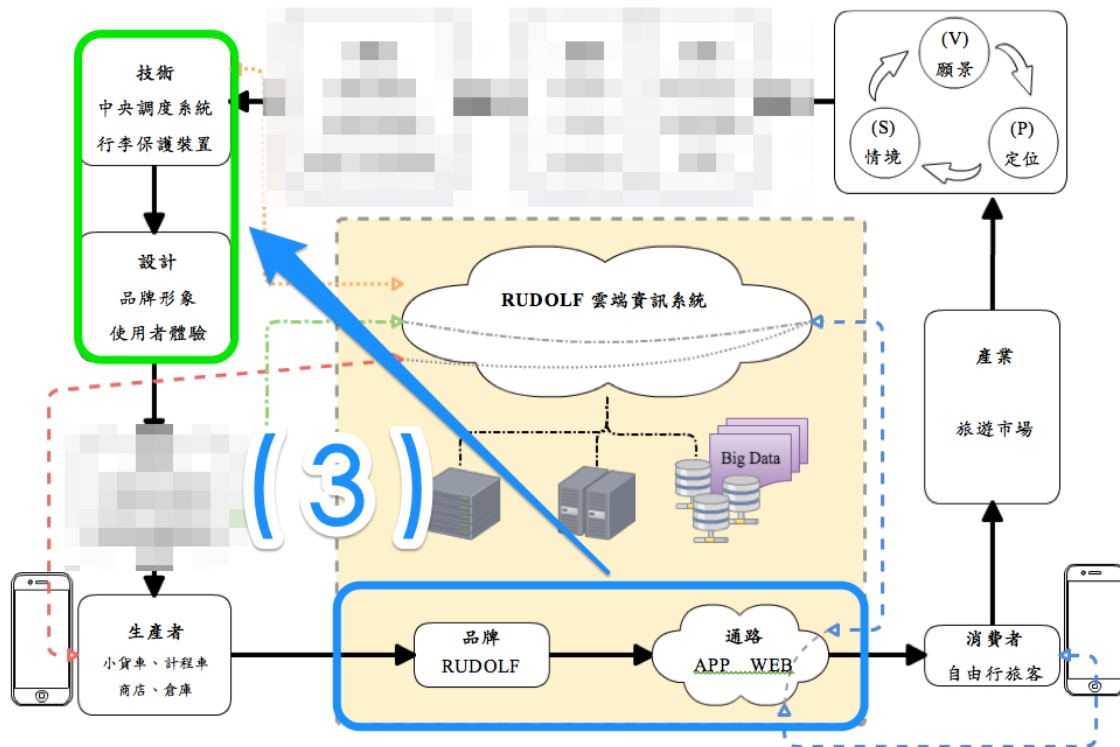 技術
中央調度系統
行李保護裝置
(V)
願景
(S)
情境
(P)
定位
設計
品牌形象
使用者體驗
RUDOLF 雲端資訊系統
產業
旅遊市場
Big Data
(3)
生產者
小貨車、計程車
商店、倉庫
品牌
RUDOLF
通路
APP WEB
消費者
自由行旅客